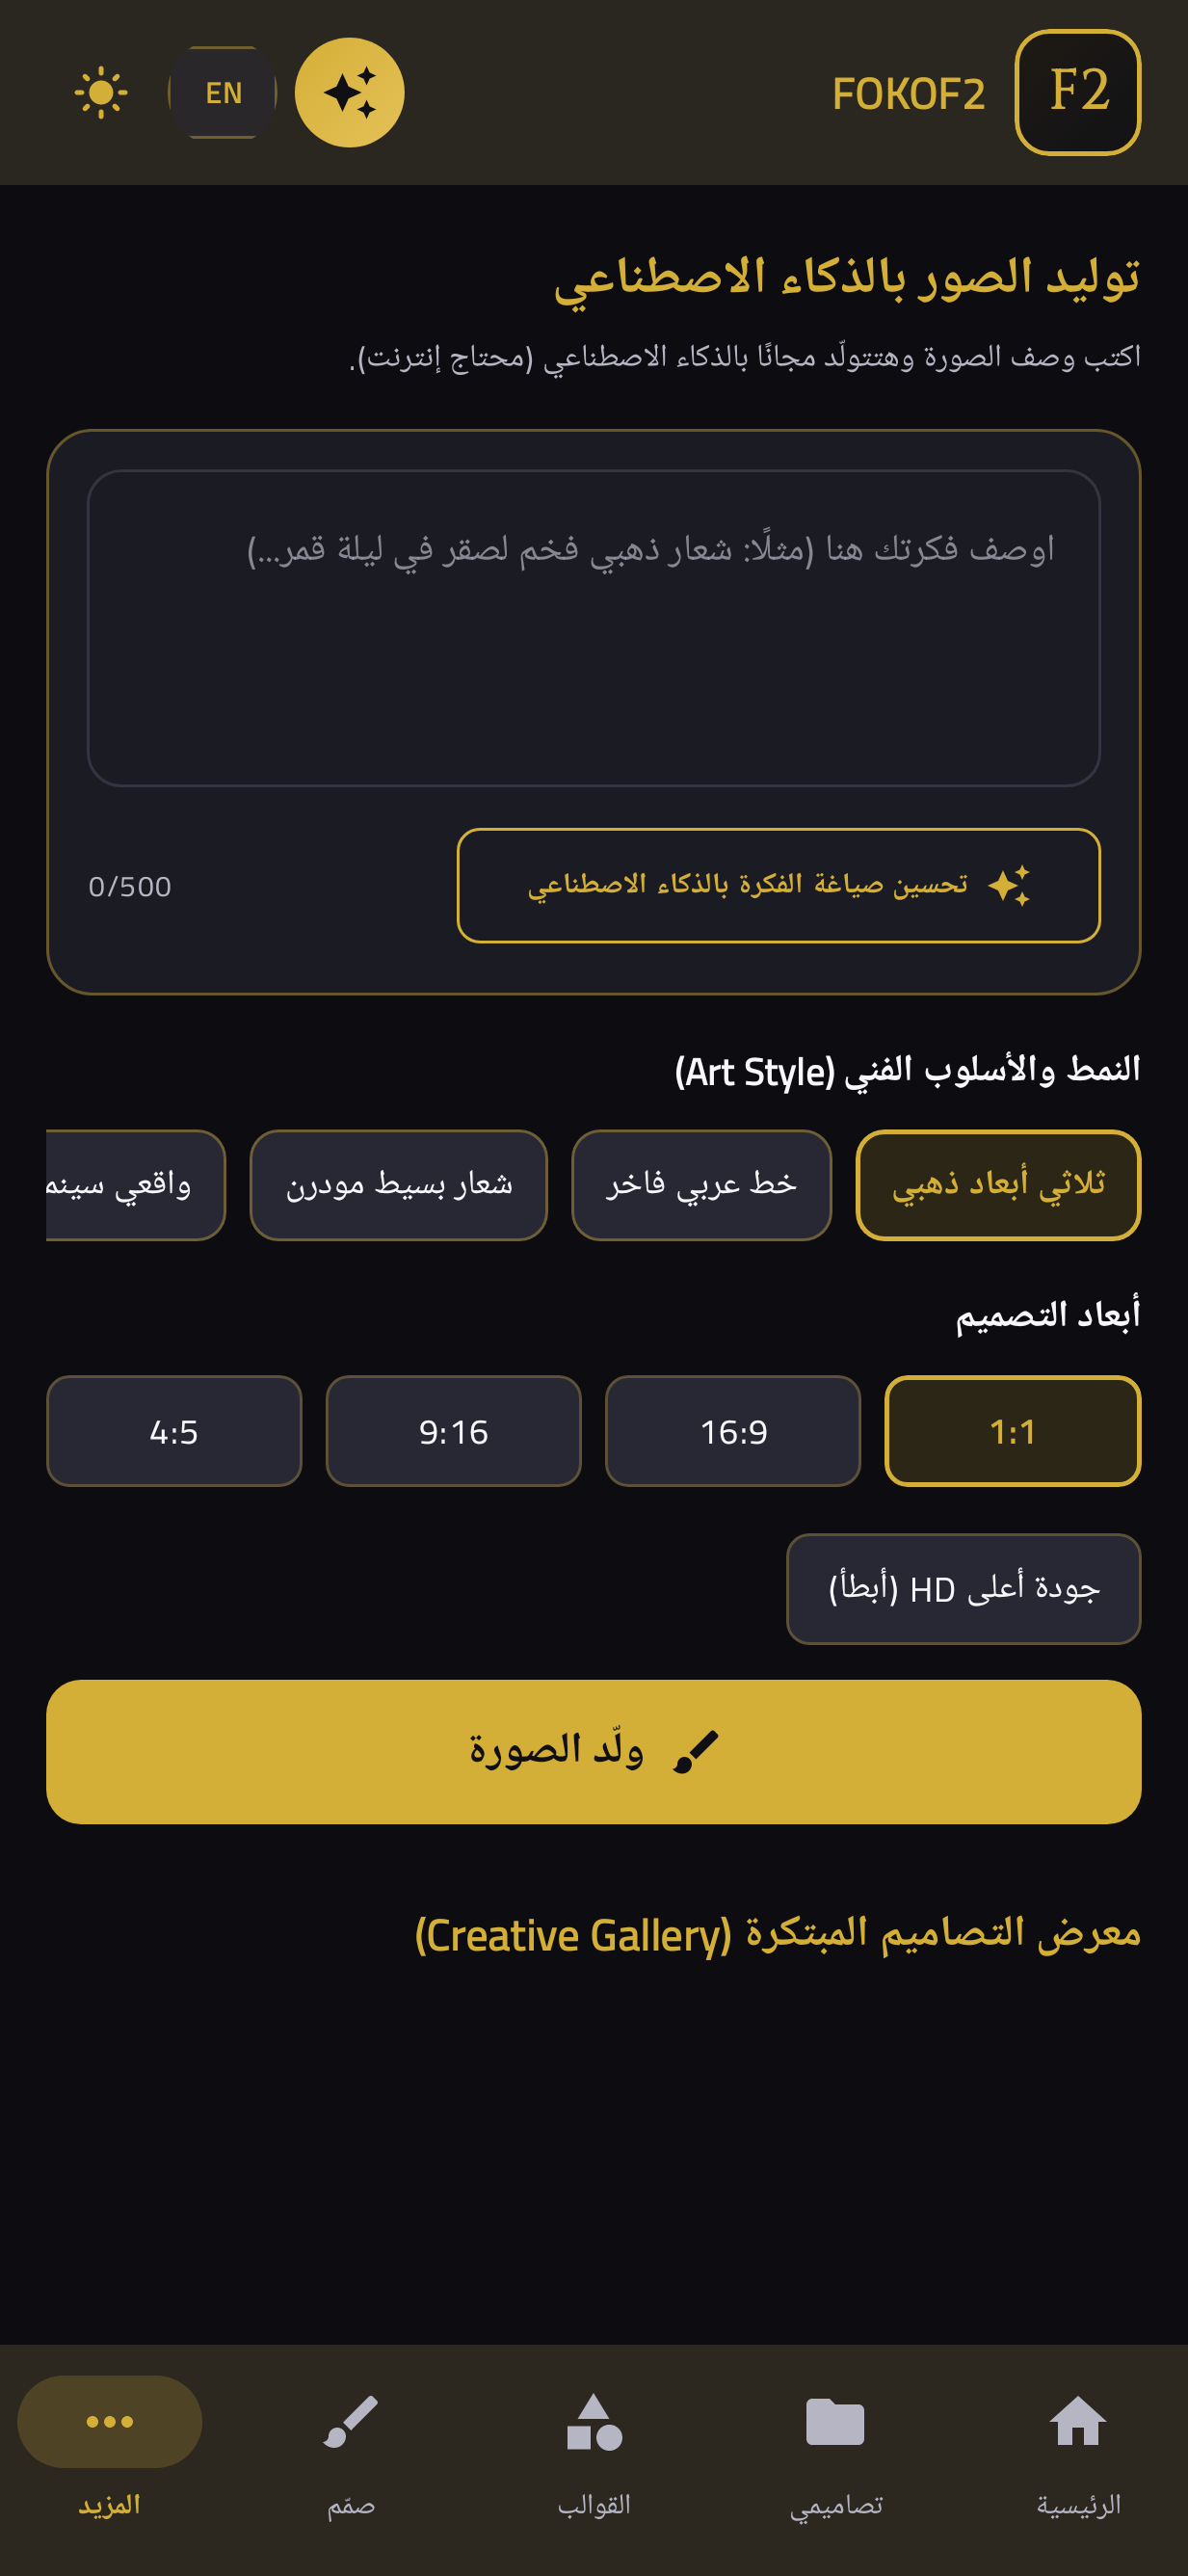 F2
FOKOF2
EN
توليد الصور بالذكاء الاصطناعي
اكتب وصف الصورة وهتتولّد مجانًا بالذكاء الاصطناعي (محتاج إنترنت).
اوصف فكرتك هنا (مثلًا: شعار ذهبي فخم لصقر في ليلة قمر...)
تحسين صياغة الفكرة بالذكاء الاصطناعي
0/500
النمط والأسلوب الفني (Art Style)
ثلاثي أبعاد ذهبي
خط عربي فاخر
شعار بسيط مودرن
واقعي سينم
أبعاد التصميم
1:1
16:9
9:16
4:5
جودة أعلى HD (أبطأ)
ولّد الصورة
معرض التصاميم المبتكرة (Creative Gallery)
الرئيسية
تصاميمي
القوالب
صمّم
المزيد